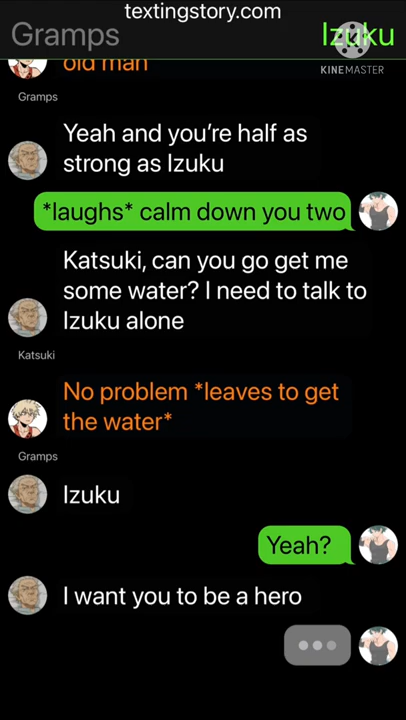 textingstory.com
Gramps
Izuku
KINEMASTER
old man
Gramps
Yeah and you're half as
strong as Izuku
*laughs* calm down you two
Katsuki, can you go get me
some water? I need to talk to
Izuku alone
Katsuki
No problem *leaves to get
the water*
Gramps
Izuku
Yeah?
I want you to be a hero